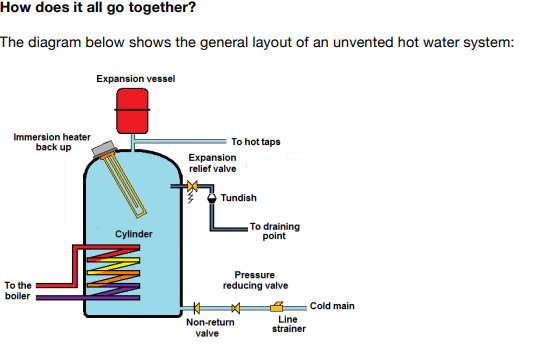 How does it all go together?
The diagram below shows the general layout of an unvented hot water system:
Expansion vessel
Immersion heater
back up
To hot taps
Expansion
relief valve
Tundish
To draining
point
Cylinder
To the
boiler
Pressure
reducing valve
Cold main
Non-return
valve
Line
strainer